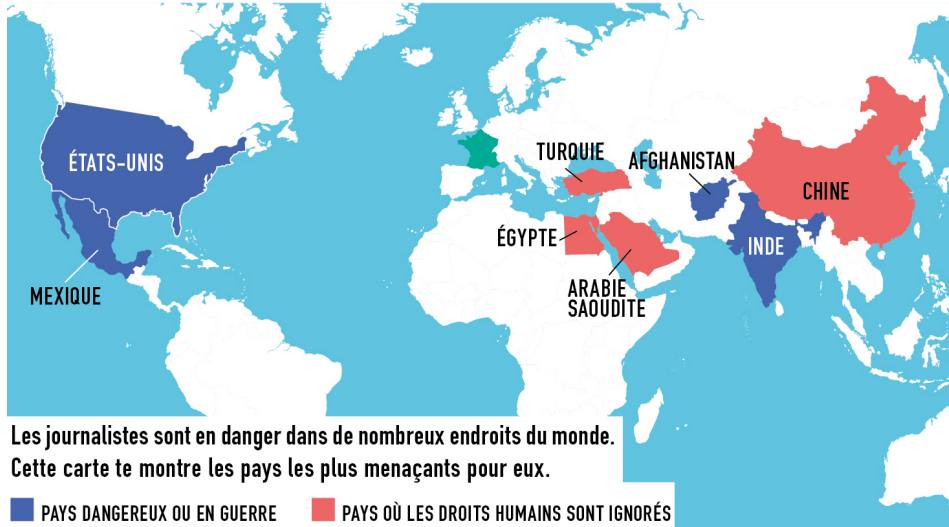 ÉTATS-UNIS
MEXIQUE
TURQUIE
AFGHANISTAN
CHINE
ÉGYPTE
INDE
ARABIE
SAOUDITE
Les journalistes sont en danger dans de nombreux endroits du monde.
Cette carte te montre les pays les plus menaçants pour eux.
PAYS DANGEREUX OU EN GUERRE
PAYS OÙ LES DROITS HUMAINS SONT IGNORÉS